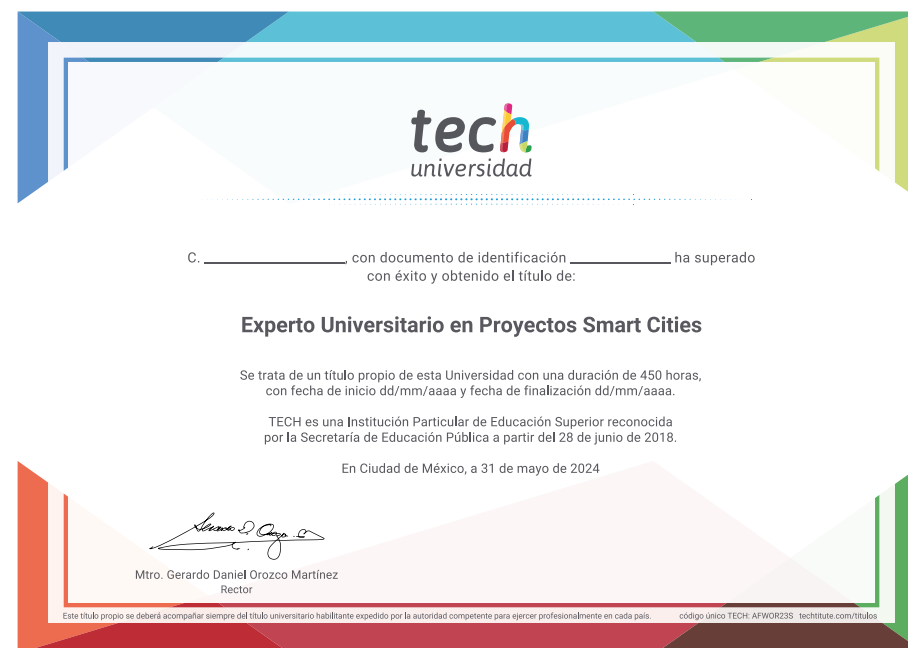 tech
universidad
C. ____________, con documento de identificación ____________ ha superado
con éxito y obtenido el título de:
Experto Universitario en Proyectos Smart Cities
Se trata de un título propio de esta Universidad con una duración de 450 horas,
con fecha de inicio dd/mm/aaaa y fecha de finalización dd/mm/aaaa.
TECH es una Institución Particular de Educación Superior reconocida
por la Secretaría de Educación Pública a partir del 28 de junio de 2018.
En Ciudad de México, a 31 de mayo de 2024
Mtro. Gerardo Daniel Orozco Martínez
Rector
Este título propio se deberá acompañar siempre del título universitario habilitante expedido por la autoridad competente para ejercer profesionalmente en cada país. código único TECH: AFWOR23S techtitute.com/titulos